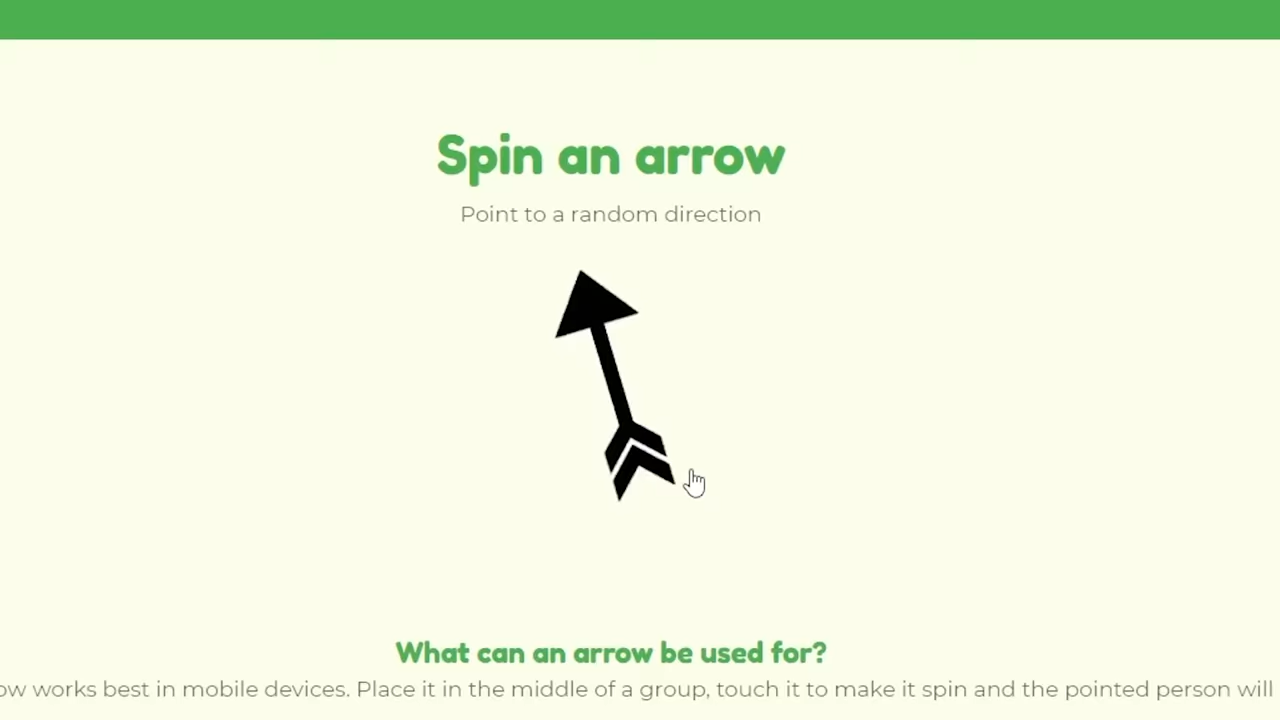 Spin an arrow
Point to a random direction
What can an arrow be used for?
works best in mobile devices. Place it in the middle of a group, touch it to make it spin and the pointed person will